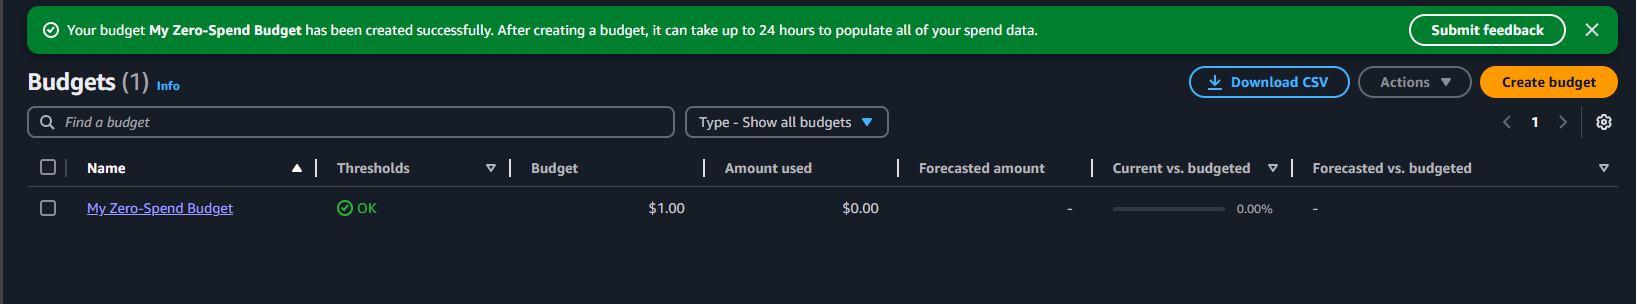 Your budget My Zero-Spend Budget has been created successfully. After creating a budget, it can take up to 24 hours to populate all of your spend data. Submit feedback
Budgets (1) Info Download CSV Actions Create budget
Find a budget Type - Show all budgets 1
Name Thresholds Budget Amount used Forecasted amount Current vs. budgeted Forecasted vs. budgeted
My Zero-Spend Budget OK $1.00 $0.00 - 0.00% -